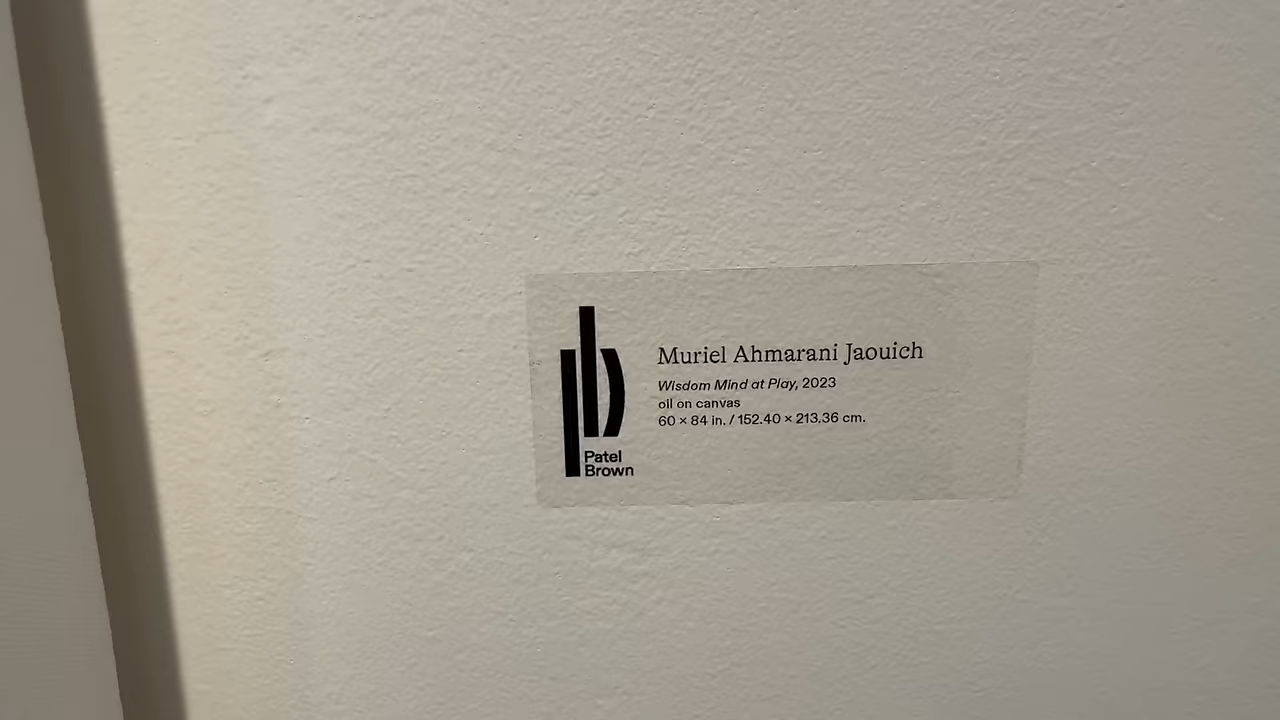 Muriel Ahmarani Jaouich
Wisdom Mind at Play, 2023
oil on canvas
60 × 84 in. / 152.40 × 213.36 cm.
Patel
Brown